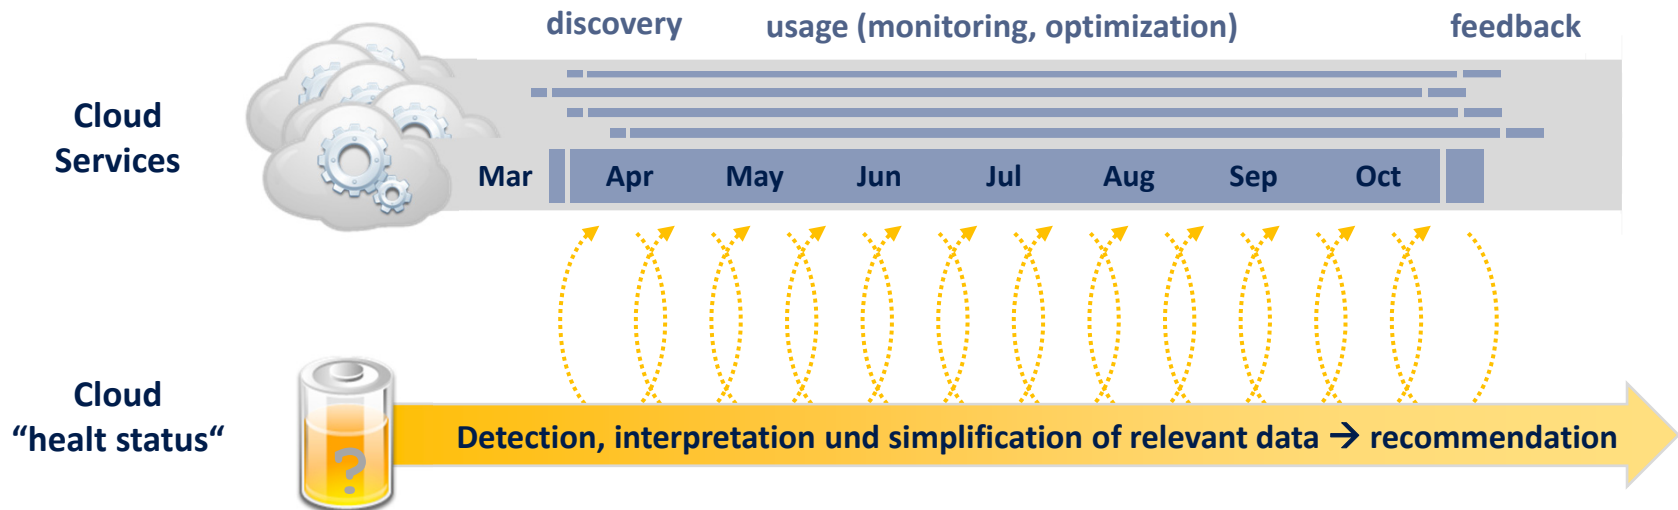 discovery usage (monitoring, optimization) feedback
Cloud
Services
Mar Apr May Jun Jul Aug Sep Oct
Cloud
“healt status“
?
Detection, interpretation und simplification of relevant data → recommendation